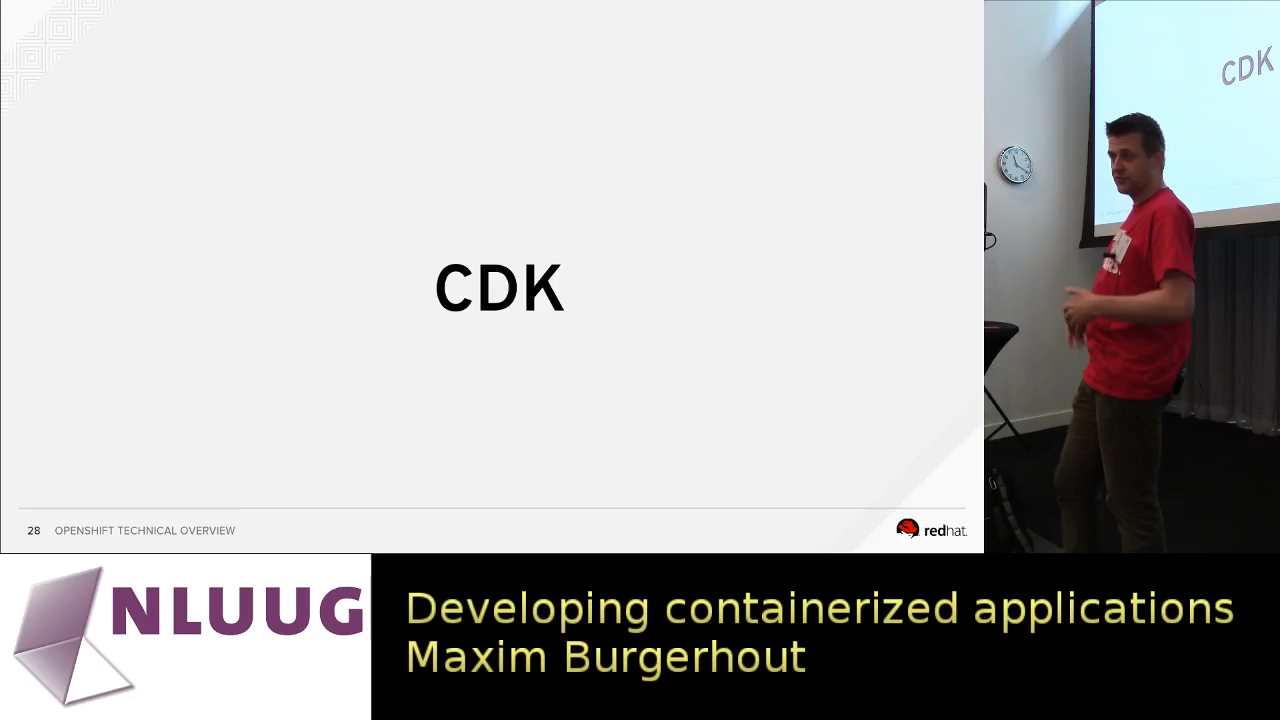 CDK
28 OPENSHIFT TECHNICAL OVERVIEW
redhat.
CDK
NLUUG
Developing containerized applications
Maxim Burgerhout